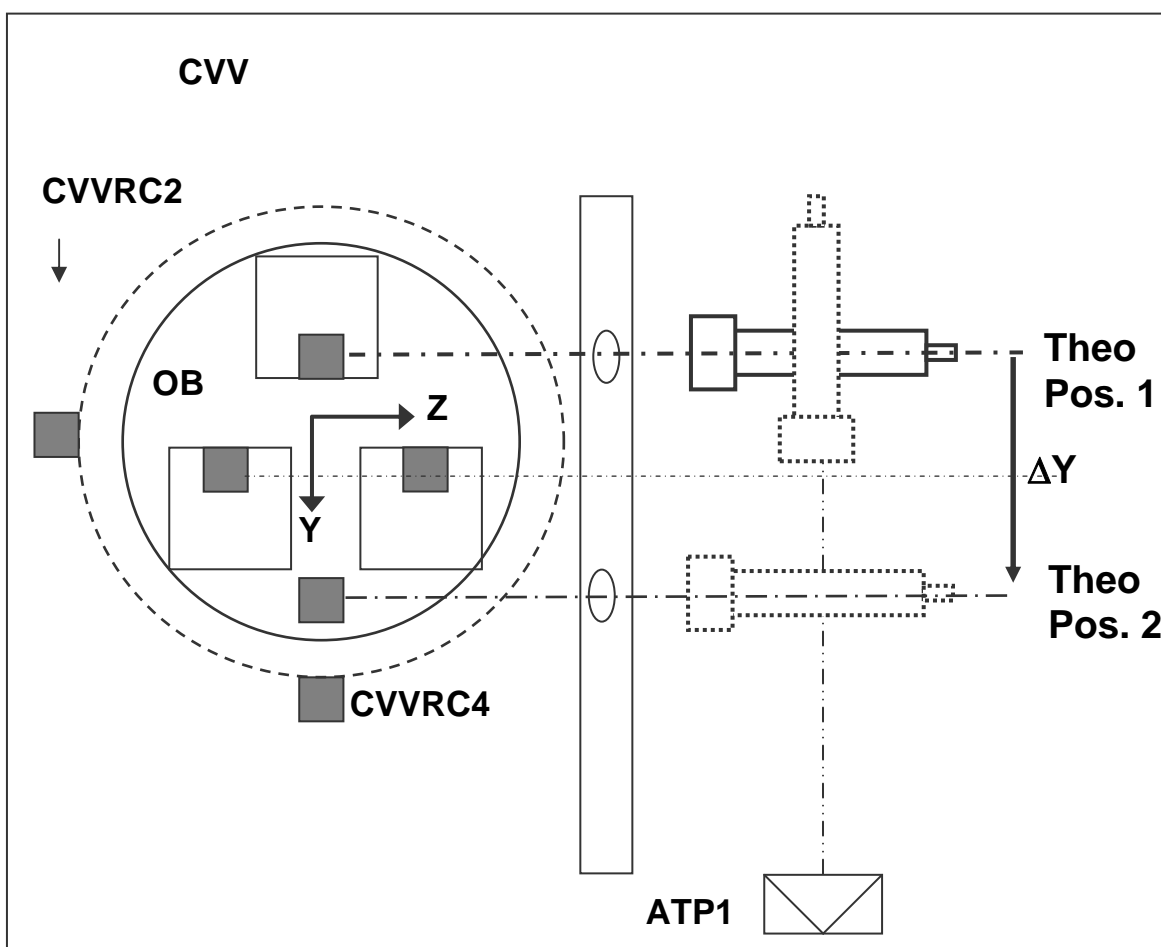 CVV
CVVRC2
OB
Z
Y
Theo
Pos. 1
ΔY
Theo
Pos. 2
CVVRC4
ATP1